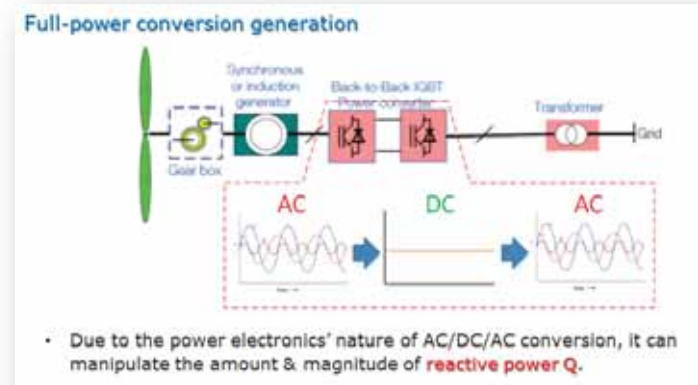 Full-power conversion generation
Synchronous
or induction
generator
Back-to-Back IGBT
Power converter
Transformer
Grid
Gear box
AC
DC
AC
• Due to the power electronics' nature of AC/DC/AC conversion, it can
manipulate the amount & magnitude of reactive power Q.